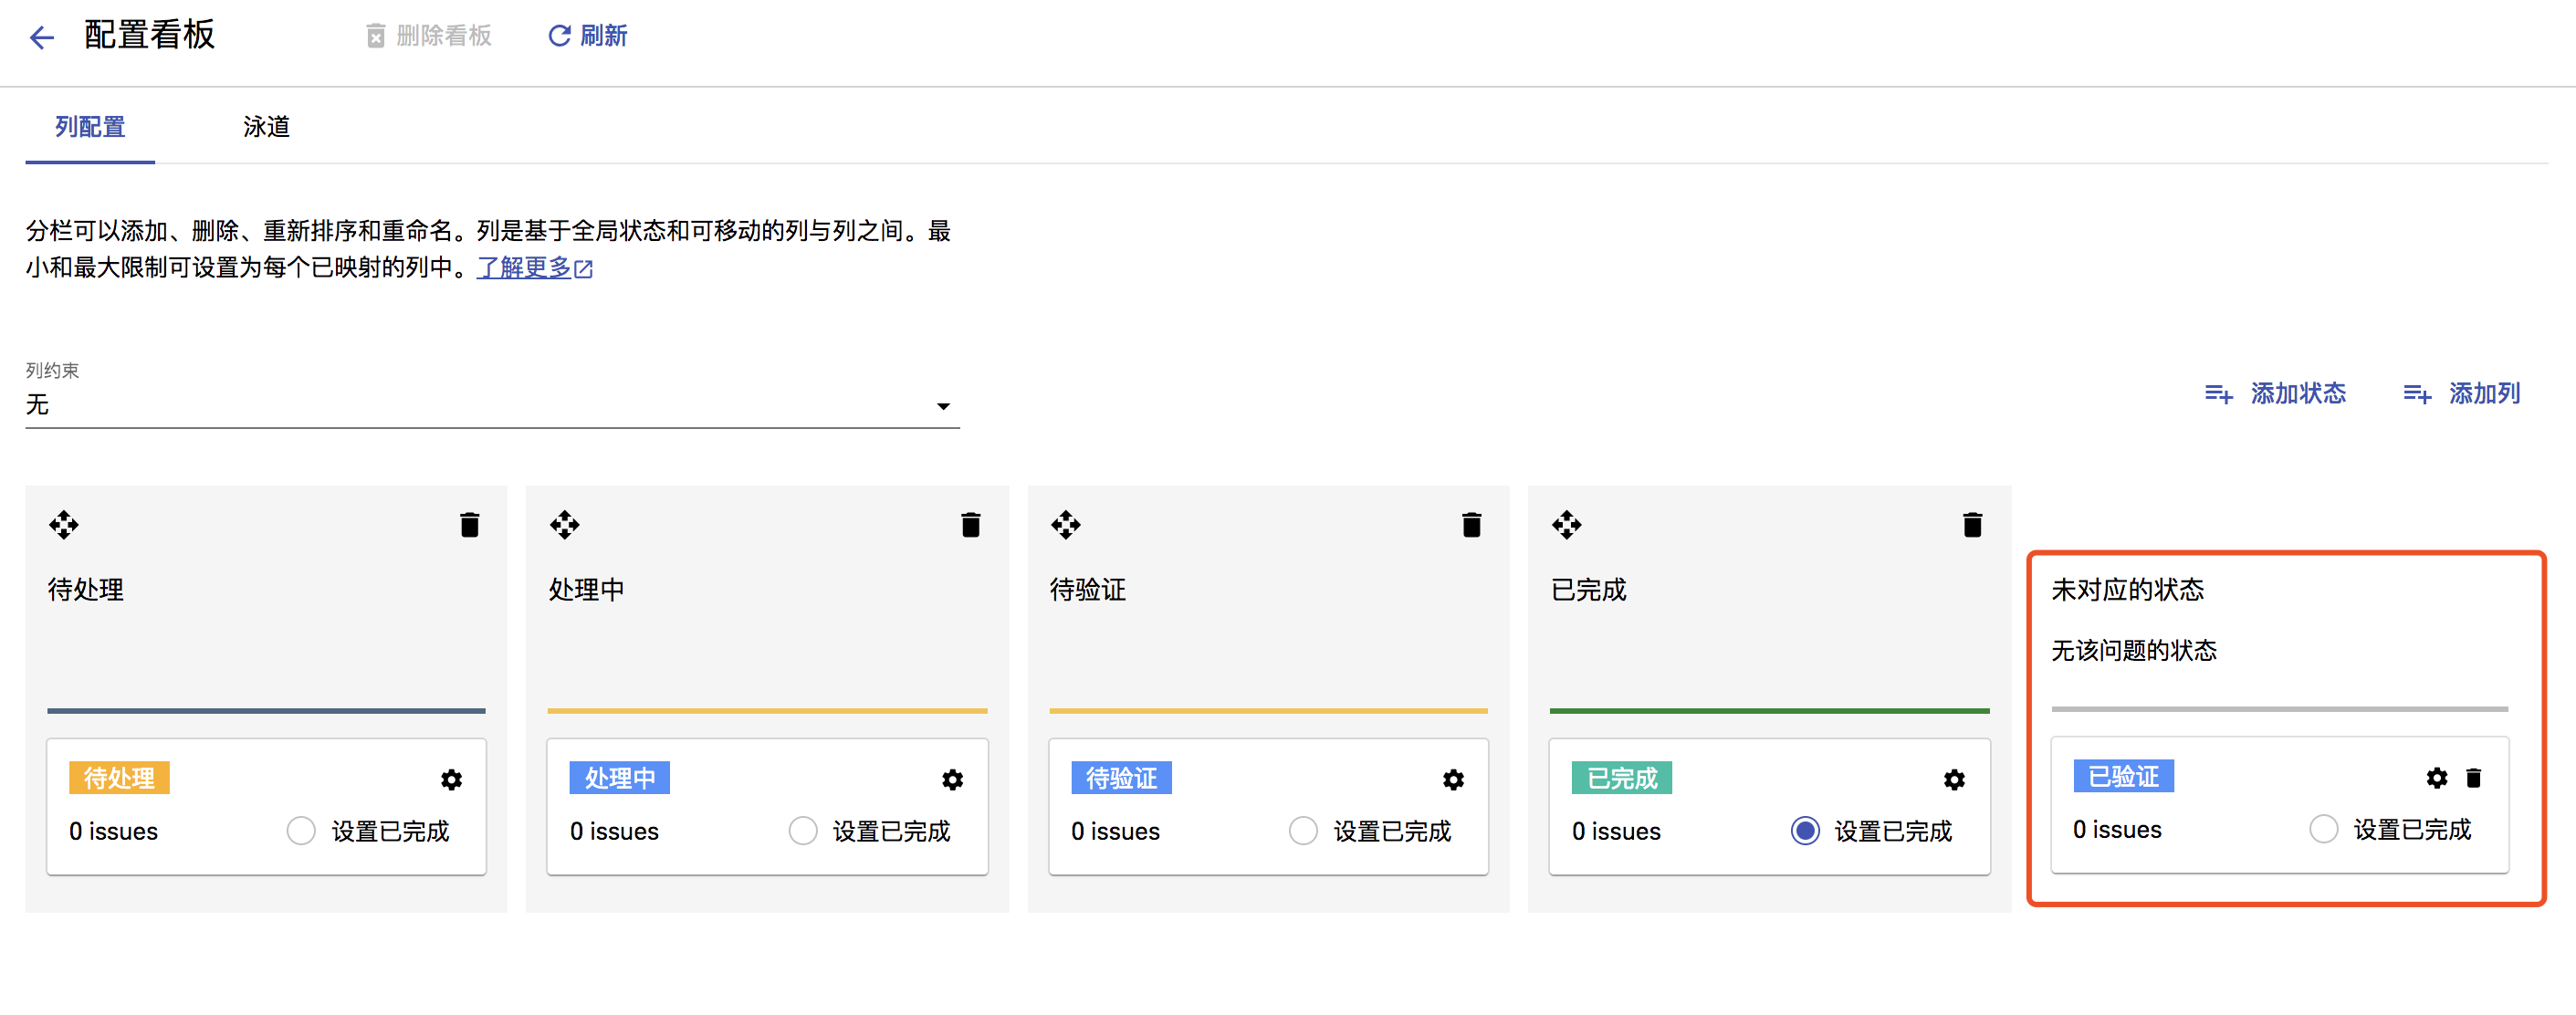 配置看板
删除看板
刷新
列配置
泳道
分栏可以添加、删除、重新排序和重命名。列是基于全局状态和可移动的列与列之间。最
小和最大限制可设置为每个已映射的列中。了解更多
列约束
无
添加状态
添加列
待处理
处理中
待验证
已完成
未对应的状态
无该问题的状态
待处理
0 issues
设置已完成
处理中
0 issues
设置已完成
待验证
0 issues
设置已完成
已完成
0 issues
设置已完成
已验证
0 issues
设置已完成